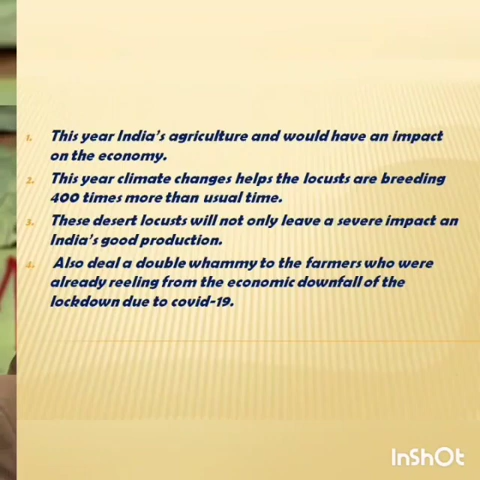 1. This year India's agriculture and would have an impact
on the economy.
2. This year climate changes helps the locusts are breeding
400 times more than usual time.
3. These desert locusts will not only leave a severe impact an
India's good production.
4. Also deal a double whammy to the farmers who were
already reeling from the economic downfall of the
lockdown due to covid-19.
InShOt